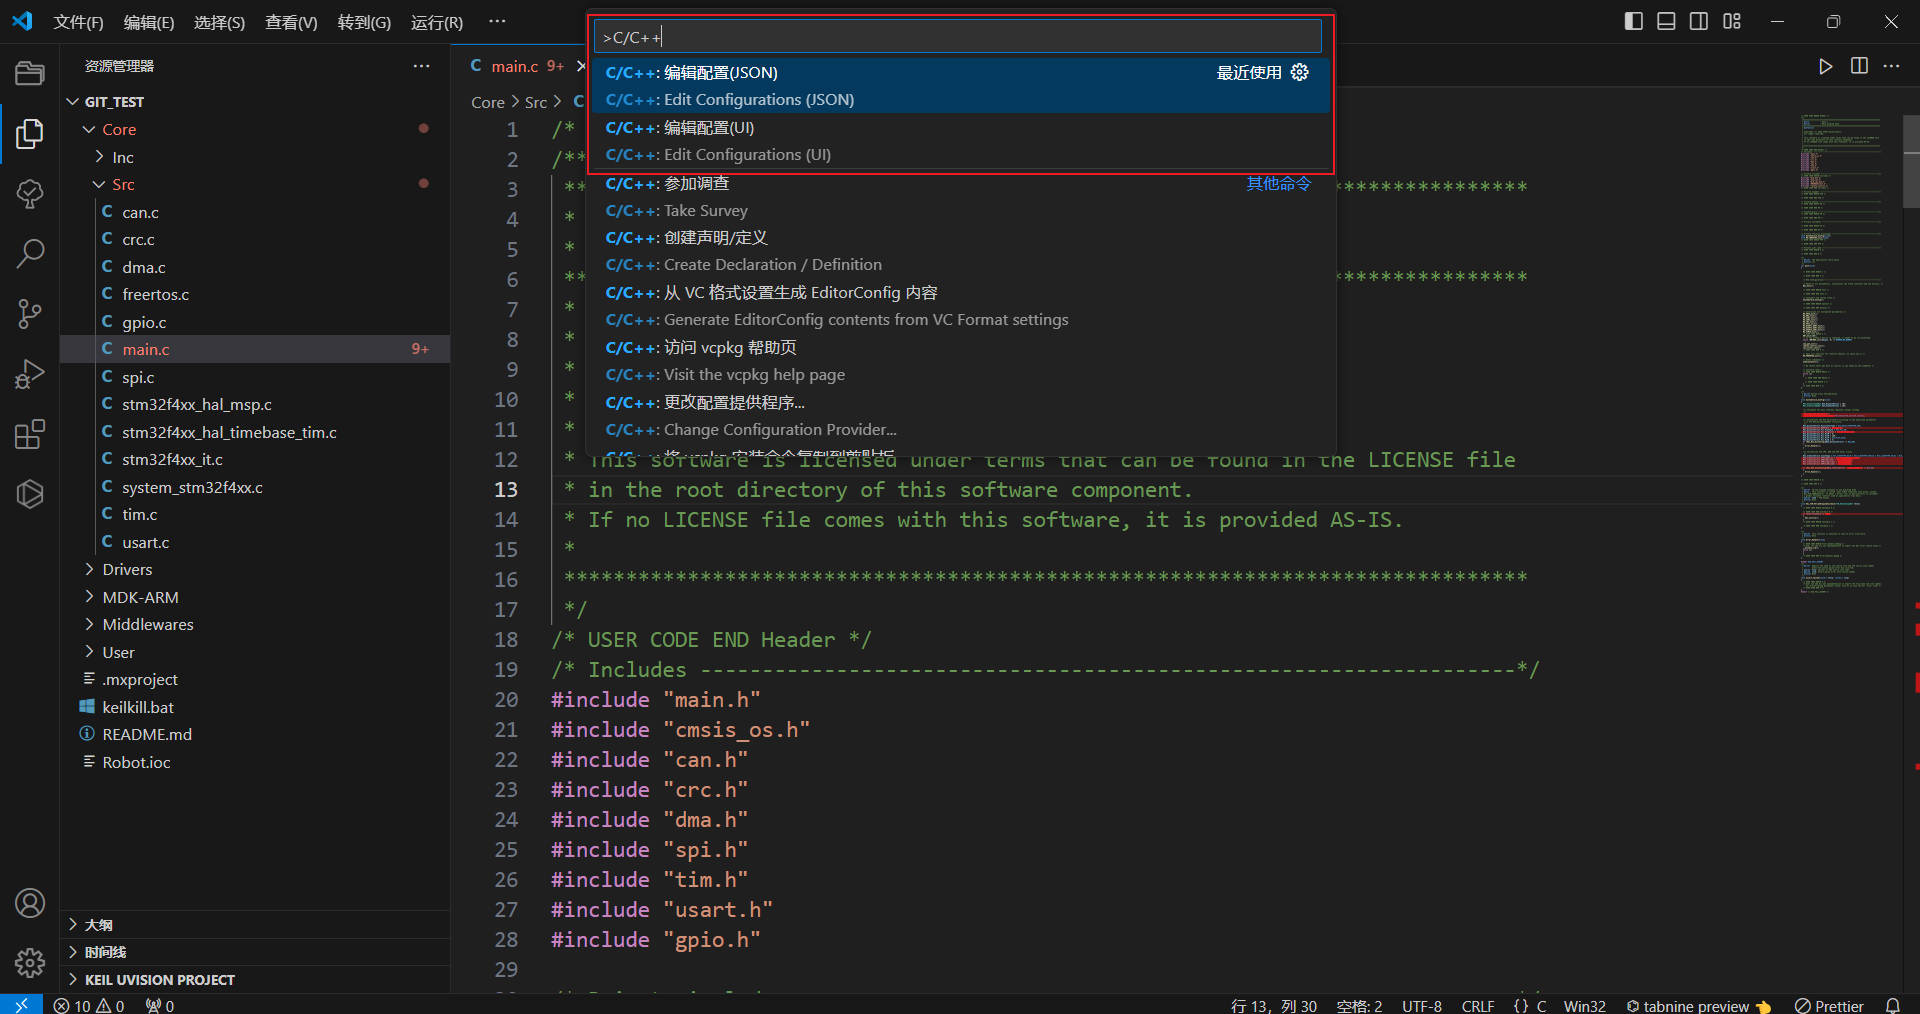 文件(F) 编辑(E) 选择(S) 查看(V) 转到(G) 运行(R) ···
>C/C++
C/C++: 编辑配置(JSON) 最近使用
C/C++: Edit Configurations (JSON)
C/C++: 编辑配置(UI)
C/C++: Edit Configurations (UI)
C/C++: 参加调查 其他命令
C/C++: Take Survey
C/C++: 创建声明/定义
C/C++: Create Declaration / Definition
C/C++: 从 VC 格式设置生成 EditorConfig 内容
C/C++: Generate EditorConfig contents from VC Format settings
C/C++: 访问 vcpkg 帮助页
C/C++: Visit the vcpkg help page
C/C++: 更改配置提供程序...
C/C++: Change Configuration Provider...
资源管理器 ···
GIT_TEST
Core
Inc
Src
C can.c
C crc.c
C dma.c
C freertos.c
C gpio.c
C main.c 9+
C spi.c
C stm32f4xx_hal_msp.c
C stm32f4xx_hal_timebase_tim.c
C stm32f4xx_it.c
C system_stm32f4xx.c
C tim.c
C usart.c
Drivers
MDK-ARM
Middlewares
User
.mxproject
keilkill.bat
README.md
Robot.ioc
大纲
时间线
KEIL UVISION PROJECT
C main.c 9+
Core > Src > C
1 /*
2 /**
3 ** ****************
4 *
5 *
6 ** ****************
7 *
8 *
9 *
10 *
11 *
12 * This software is licensed under terms that can be found in the LICENSE file
13 * in the root directory of this software component.
14 * If no LICENSE file comes with this software, it is provided AS-IS.
15 *
16 ******************************************************************************
17 */
18 /* USER CODE END Header */
19 /* Includes ------------------------------------------------------------------*/
20 #include "main.h"
21 #include "cmsis_os.h"
22 #include "can.h"
23 #include "crc.h"
24 #include "dma.h"
25 #include "spi.h"
26 #include "tim.h"
27 #include "usart.h"
28 #include "gpio.h"
29
10 0 0
行 13，列 30 空格: 2 UTF-8 CRLF {} C Win32 tabnine preview Prettier